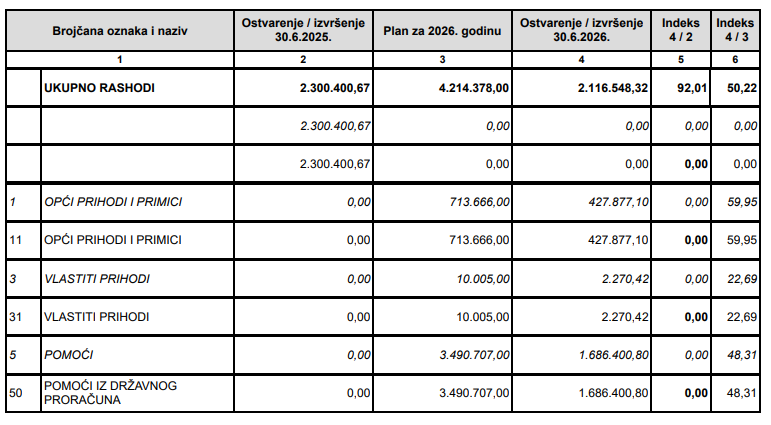 Brojčana oznaka i naziv Ostvarenje / izvršenje 30.6.2025. Plan za 2026. godinu Ostvarenje / izvršenje 30.6.2026. Indeks 4 / 2 Indeks 4 / 3
1 2 3 4 5 6
UKUPNO RASHODI 2.300.400,67 4.214.378,00 2.116.548,32 92,01 50,22
2.300.400,67 0,00 0,00 0,00 0,00
2.300.400,67 0,00 0,00 0,00 0,00
1 OPĆI PRIHODI I PRIMICI 0,00 713.666,00 427.877,10 0,00 59,95
11 OPĆI PRIHODI I PRIMICI 0,00 713.666,00 427.877,10 0,00 59,95
3 VLASTITI PRIHODI 0,00 10.005,00 2.270,42 0,00 22,69
31 VLASTITI PRIHODI 0,00 10.005,00 2.270,42 0,00 22,69
5 POMOĆI 0,00 3.490.707,00 1.686.400,80 0,00 48,31
50 POMOĆI IZ DRŽAVNOG PRORAČUNA 0,00 3.490.707,00 1.686.400,80 0,00 48,31